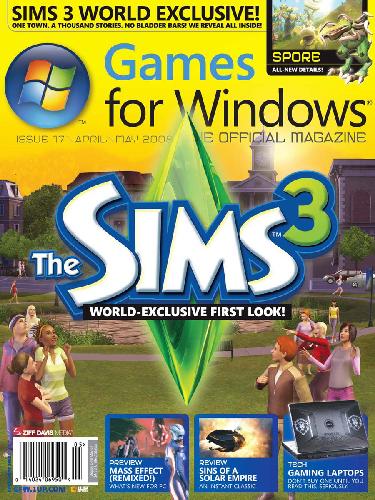 SIMS 3 WORLD EXCLUSIVE!
ONE TOWN. A THOUSAND STORIES. NO BLADDER BARS! WE REVEAL ALL INSIDE!
SPORE
ALL-NEW DETAILS!
Games
for Windows
ISSUE 17 APRIL/MAY 2008 THE OFFICIAL MAGAZINE
The SIMS 3
WORLD-EXCLUSIVE FIRST LOOK!
ZIFF DAVIS MEDIA
PREVIEW
MASS EFFECT
(REMIXED!)
WHAT'S NEW FOR PC
PREVIEW
SINS OF A
SOLAR EMPIRE
AN INSTANT CLASSIC
TECH
GAMING LAPTOPS
DON'T BUY ONE UNTIL YOU
READ THIS. SERIOUSLY.